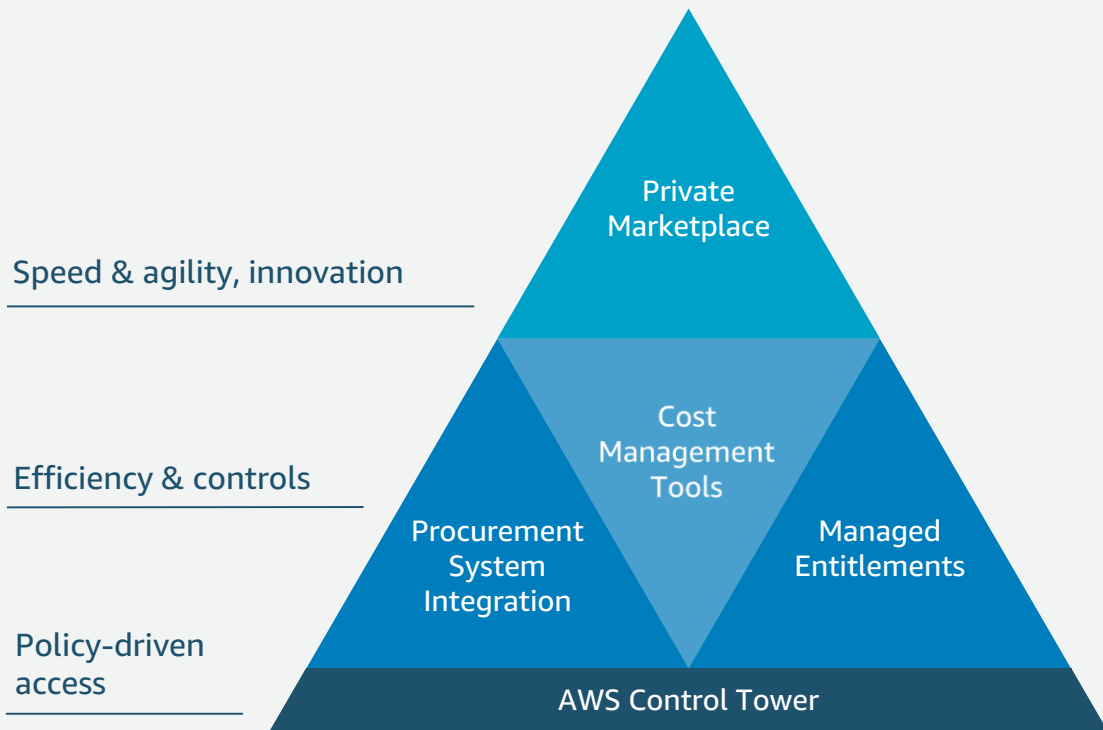 Private
Marketplace
Speed & agility, innovation
Cost
Management
Tools
Efficiency & controls
Procurement
System
Integration
Managed
Entitlements
Policy-driven
access
AWS Control Tower